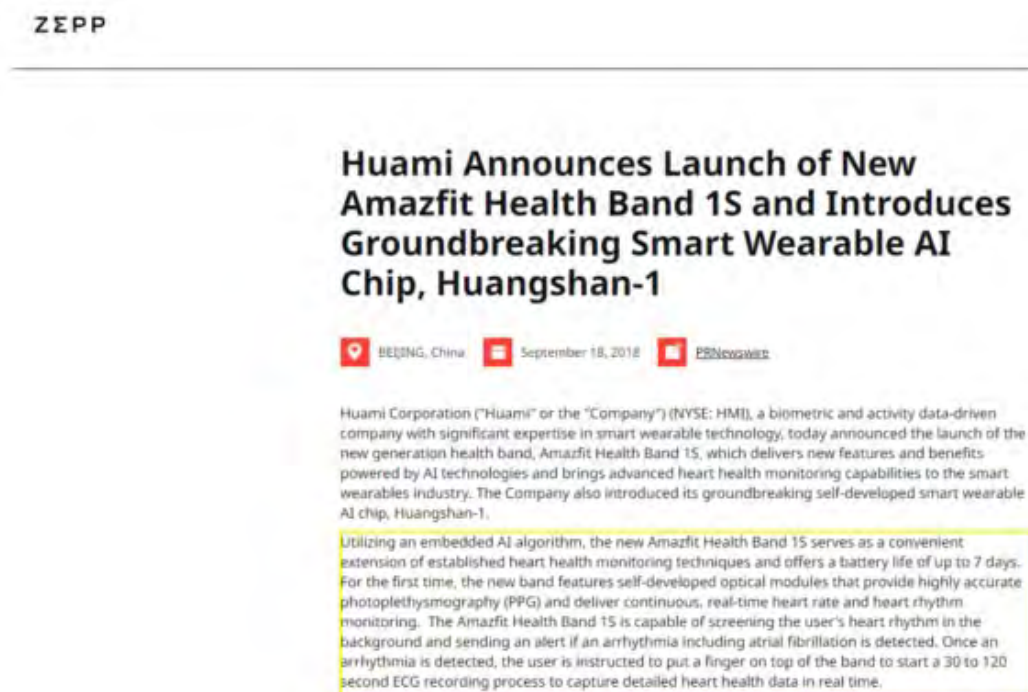 ZΣPP
Huami Announces Launch of New
Amazfit Health Band 1S and Introduces
Groundbreaking Smart Wearable AI
Chip, Huangshan-1
BEIJING, China September 18, 2018 PRNewswire
Huami Corporation ("Huami" or the "Company") (NYSE: HMI), a biometric and activity data-driven
company with significant expertise in smart wearable technology, today announced the launch of the
new generation health band, Amazfit Health Band 1S, which delivers new features and benefits
powered by AI technologies and brings advanced heart health monitoring capabilities to the smart
wearables industry. The Company also introduced its groundbreaking self-developed smart wearable
AI chip, Huangshan-1.
Utilizing an embedded AI algorithm, the new Amazfit Health Band 1S serves as a convenient
extension of established heart health monitoring techniques and offers a battery life of up to 7 days.
For the first time, the new band features self-developed optical modules that provide highly accurate
photoplethysmography (PPG) and deliver continuous, real-time heart rate and heart rhythm
monitoring. The Amazfit Health Band 1S is capable of screening the user's heart rhythm in the
background and sending an alert if an arrhythmia including atrial fibrillation is detected. Once an
arrhythmia is detected, the user is instructed to put a finger on top of the band to start a 30 to 120
second ECG recording process to capture detailed heart health data in real time.